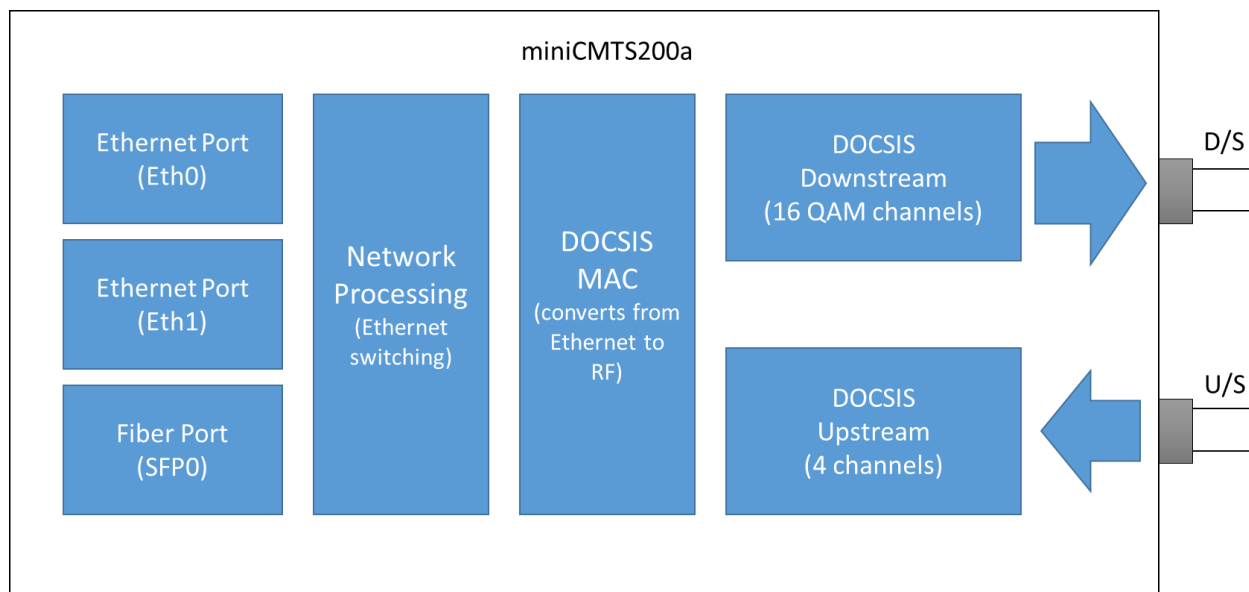 miniCMTS200a
Ethernet Port
(Eth0)
Ethernet Port
(Eth1)
Fiber Port
(SFP0)
Network
Processing
(Ethernet
switching)
DOCSIS
MAC
(converts from
Ethernet to
RF)
DOCSIS
Downstream
(16 QAM channels)
DOCSIS
Upstream
(4 channels)
D/S
U/S